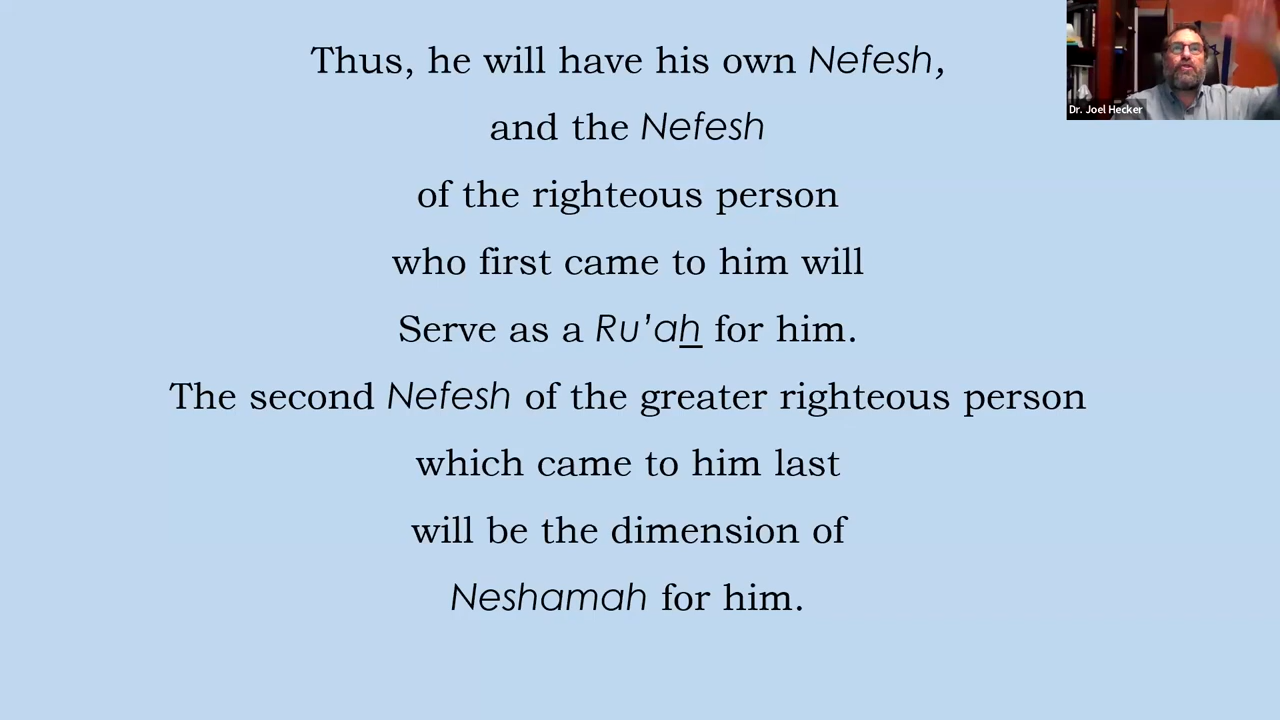 Thus, he will have his own Nefesh,
and the Nefesh
of the righteous person
who first came to him will
Serve as a Ru’ah for him.
The second Nefesh of the greater righteous person
which came to him last
will be the dimension of
Neshamah for him.
Dr. Joel Hecker